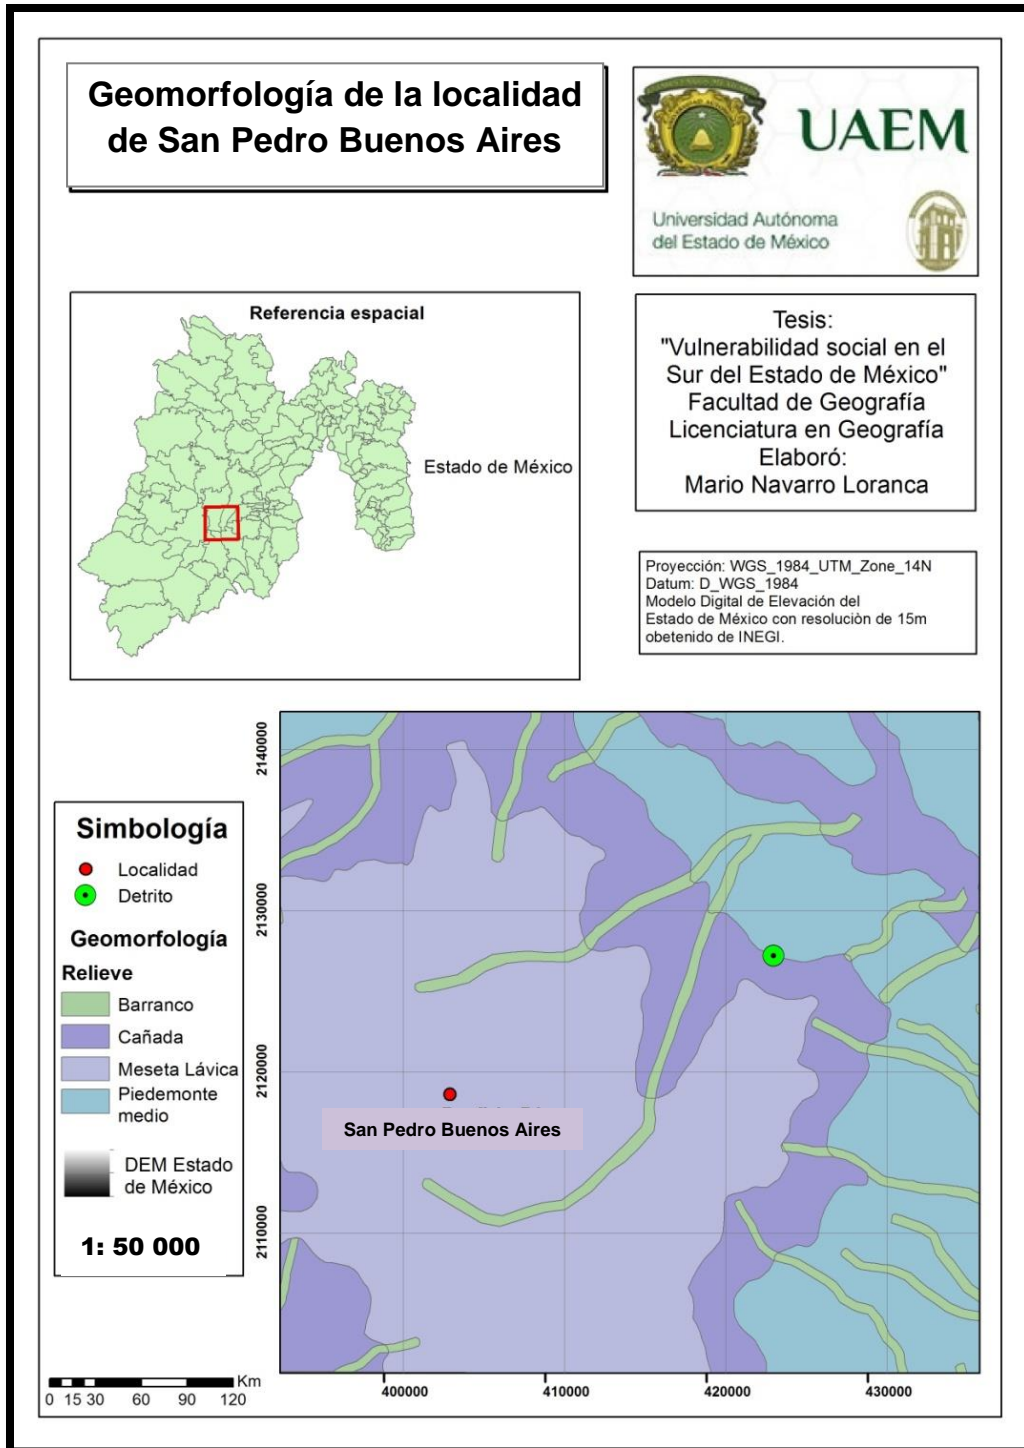 Geomorfología de la localidad
de San Pedro Buenos Aires
UAEM
Universidad Autónoma
del Estado de México
Referencia espacial
Estado de México
Tesis:
"Vulnerabilidad social en el
Sur del Estado de México"
Facultad de Geografía
Licenciatura en Geografía
Elaboró:
Mario Navarro Loranca
Proyección: WGS_1984_UTM_Zone_14N
Datum: D_WGS_1984
Modelo Digital de Elevación del
Estado de México con resoluciòn de 15m
obetenido de INEGI.
Simbología
Localidad
Detrito
Geomorfología
Relieve
Barranco
Cañada
Meseta Lávica
Piedemonte
medio
DEM Estado
de México
1: 50 000
2140000
2130000
2120000
2110000
San Pedro Buenos Aires
400000 410000 420000 430000
Km
0 15 30 60 90 120